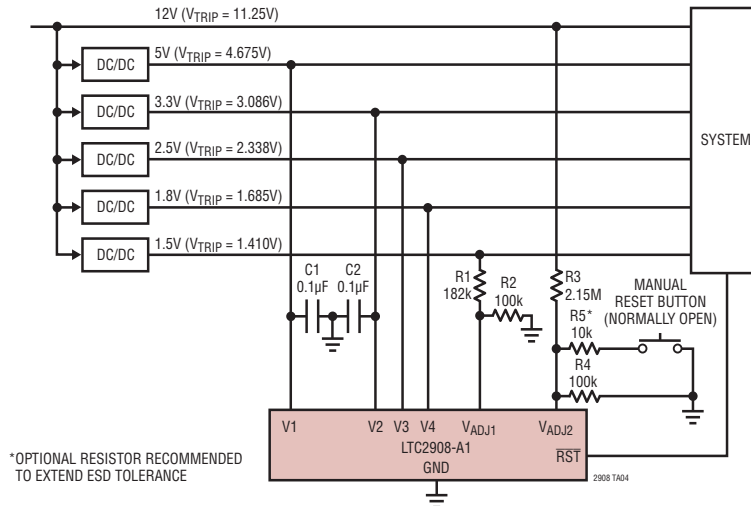 12V (VTRIP = 11.25V)
SYSTEM
DC/DC
5V (VTRIP = 4.675V)
DC/DC
3.3V (VTRIP = 3.086V)
DC/DC
2.5V (VTRIP = 2.338V)
DC/DC
1.8V (VTRIP = 1.685V)
DC/DC
1.5V (VTRIP = 1.410V)
C1
0.1µF
C2
0.1µF
R1
182k
R2
100k
R3
2.15M
MANUAL
RESET BUTTON
(NORMALLY OPEN)
R5*
10k
R4
100k
V1
V2
V3
V4
VADJ1
VADJ2
LTC2908-A1
GND
RST
2908 TA04
*OPTIONAL RESISTOR RECOMMENDED
TO EXTEND ESD TOLERANCE